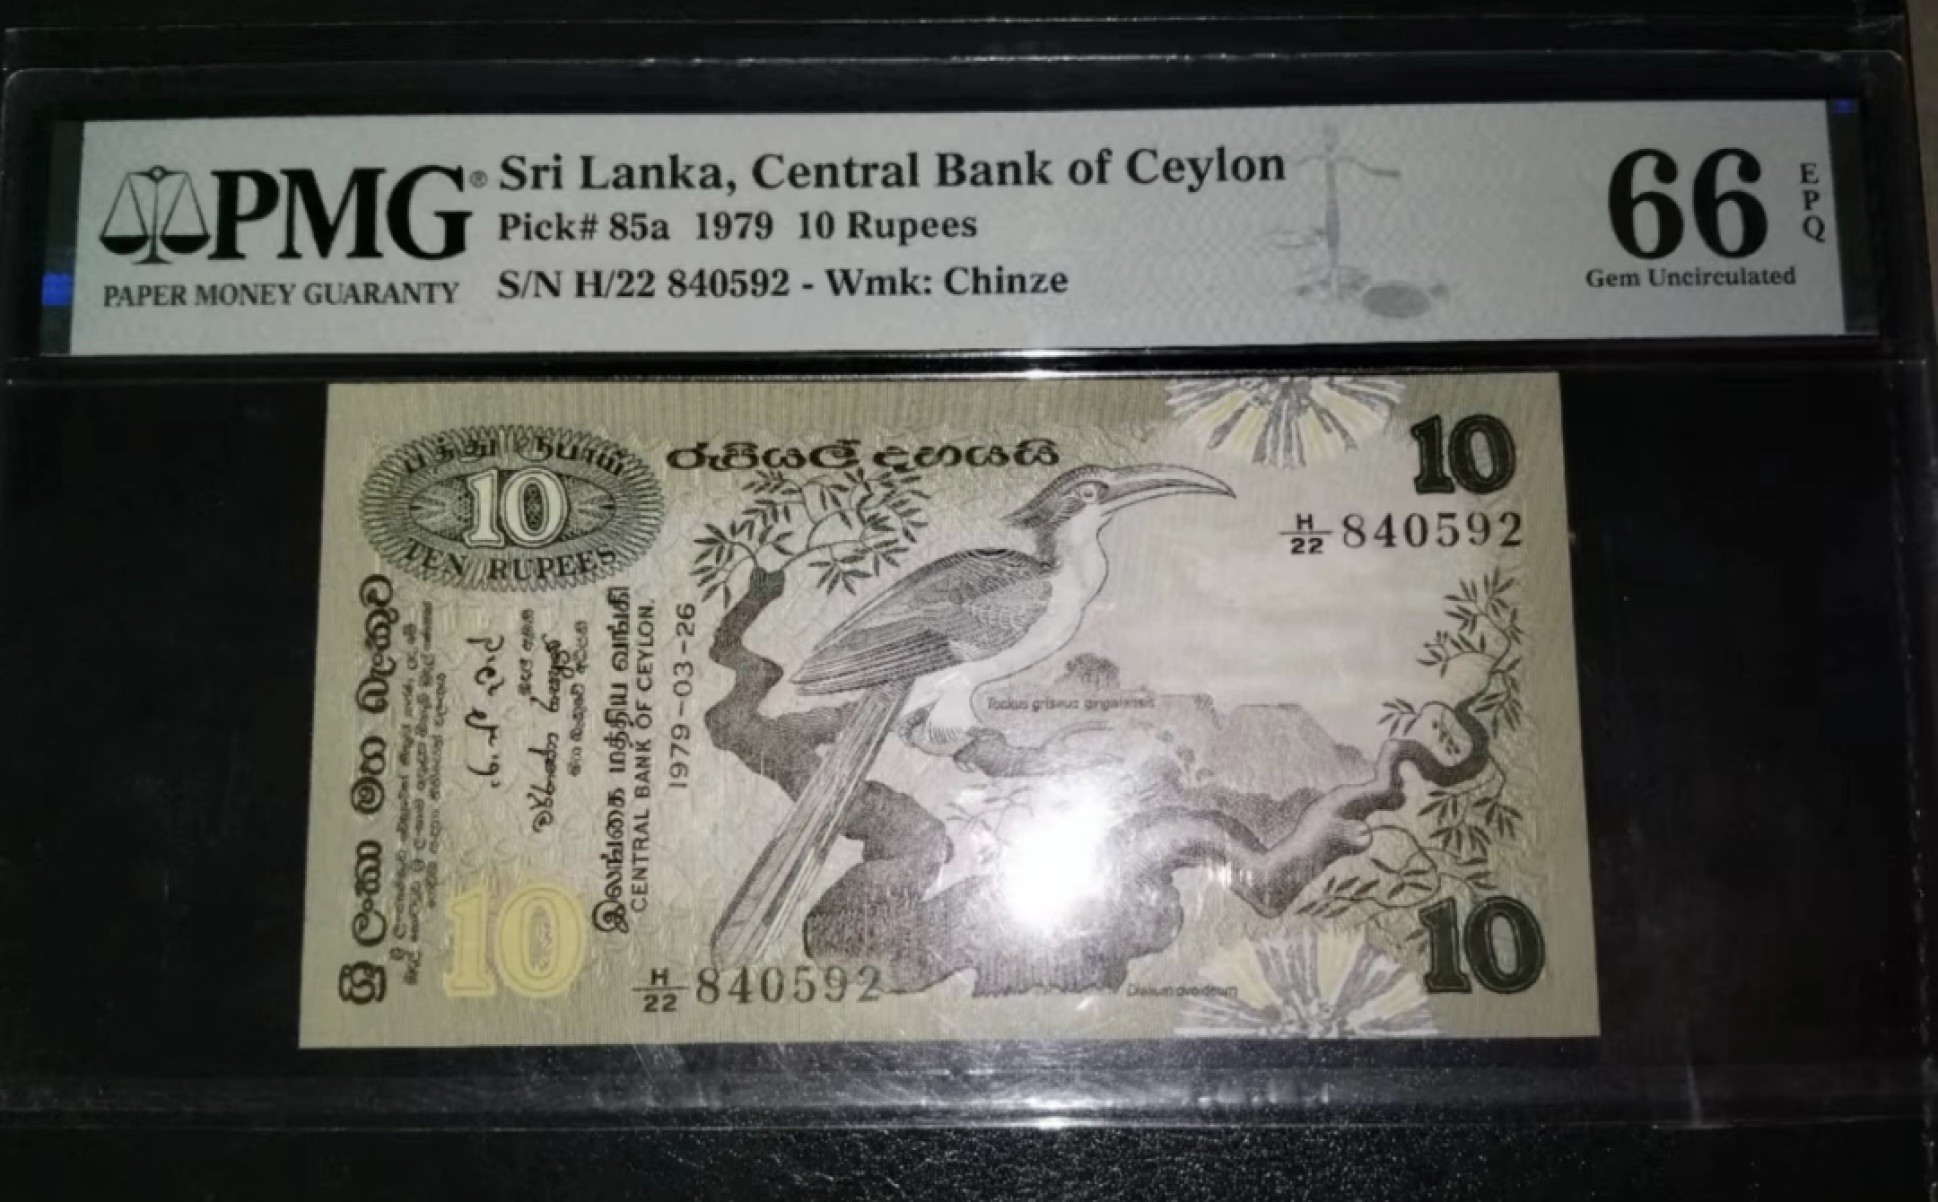 PMG®
PAPER MONEY GUARANTY
Sri Lanka, Central Bank of Ceylon
Pick# 85a 1979 10 Rupees
S/N H/22 840592 - Wmk: Chinze
66
EPQ
Gem Uncirculated
පத்து ரூபாய்
10
TEN RUPEES
රුපියල් දහයයි
10
H/22 840592
ශ්‍රී ලංකා මහ බැංකුව
இலங்கை மத்திய வங்கி
CENTRAL BANK OF CEYLON.
1979-03-26
10
H/22 840592
10